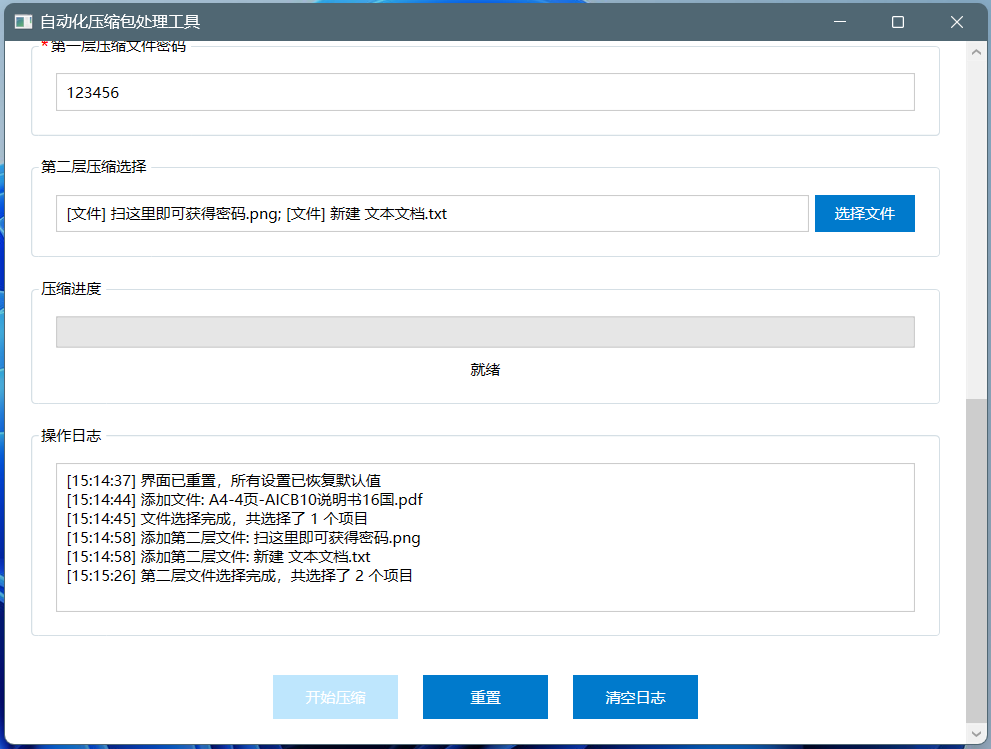 自动化压缩包处理工具
*第一层压缩文件密码
123456
第二层压缩选择
[文件] 扫这里即可获得密码.png; [文件] 新建 文本文档.txt
选择文件
压缩进度
就绪
操作日志
[15:14:37] 界面已重置，所有设置已恢复默认值
[15:14:44] 添加文件: A4-4页-AICB10说明书16国.pdf
[15:14:45] 文件选择完成，共选择了 1 个项目
[15:14:58] 添加第二层文件: 扫这里即可获得密码.png
[15:14:58] 添加第二层文件: 新建 文本文档.txt
[15:15:26] 第二层文件选择完成，共选择了 2 个项目
开始压缩
重置
清空日志